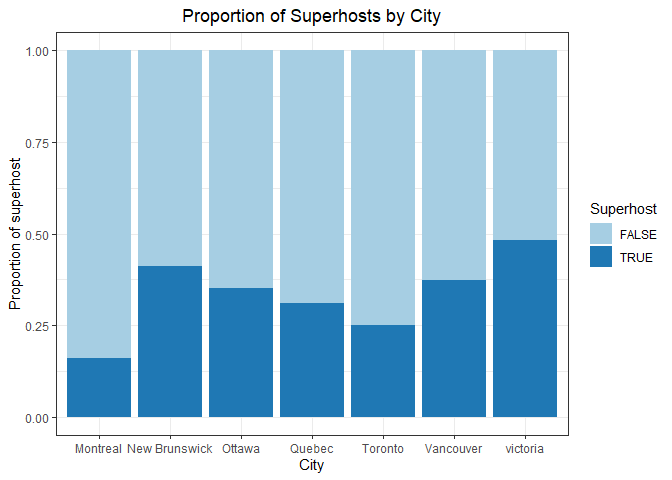 Proportion of Superhosts by City
Proportion of superhost
1.00
0.75
0.50
0.25
0.00
Montreal New Brunswick Ottawa Quebec Toronto Vancouver victoria
City
Superhost
FALSE
TRUE